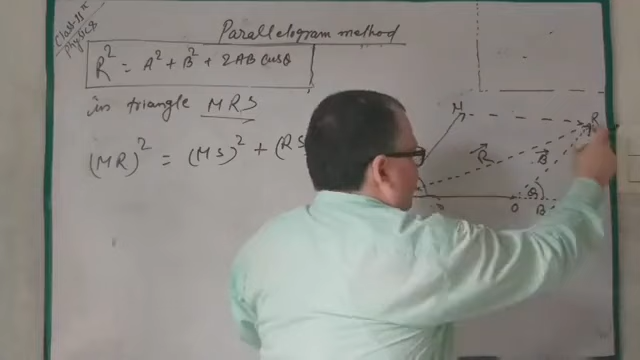 Class-11th
Physics
Parallelogram method
R² = A² + B² + 2AB cosθ
in triangle MRS
(MR)² = (MS)² + (RS
N
R
R⃗
B⃗
θ
O
B